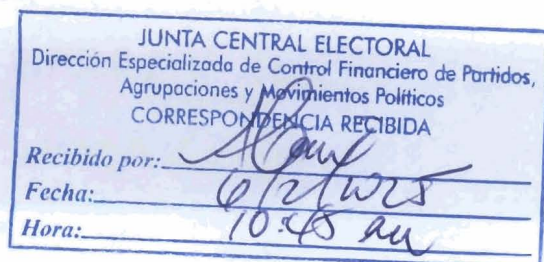 JUNTA CENTRAL ELECTORAL
Dirección Especializada de Control Financiero de Partidos,
Agrupaciones y Movimientos Políticos
CORRESPONDENCIA RECIBIDA
Recibido por:
Fecha: 6/2/2025
Hora: 10:45 am